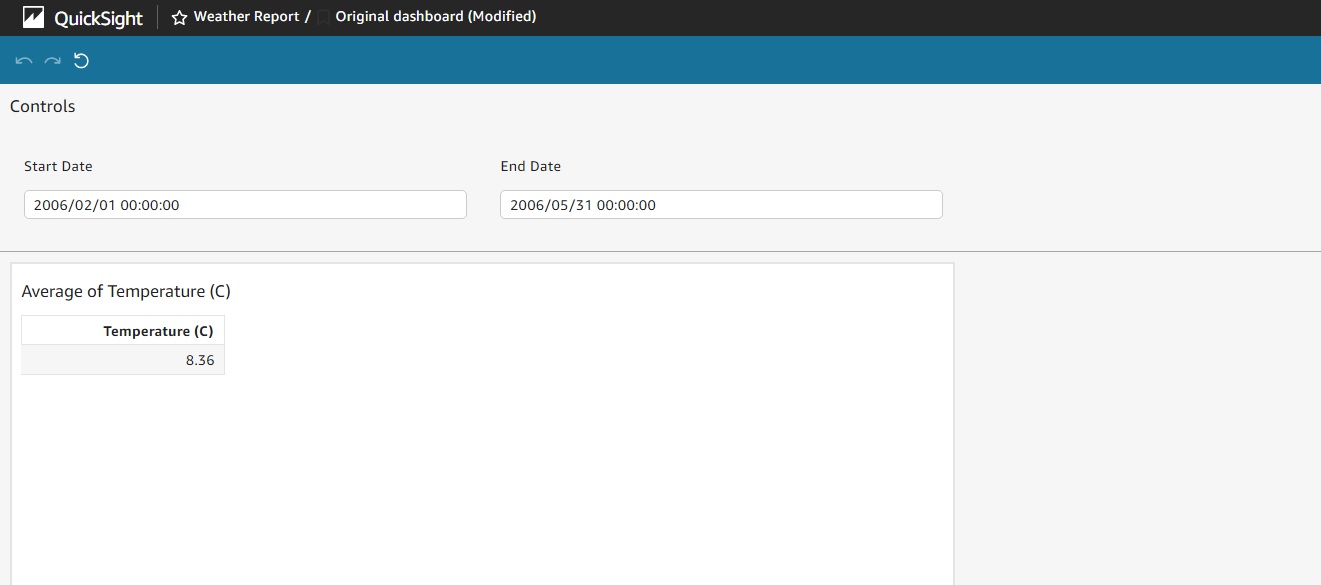 QuickSight Weather Report / Original dashboard (Modified)
Controls
Start Date End Date
2006/02/01 00:00:00 2006/05/31 00:00:00
Average of Temperature (C)
Temperature (C)
8.36